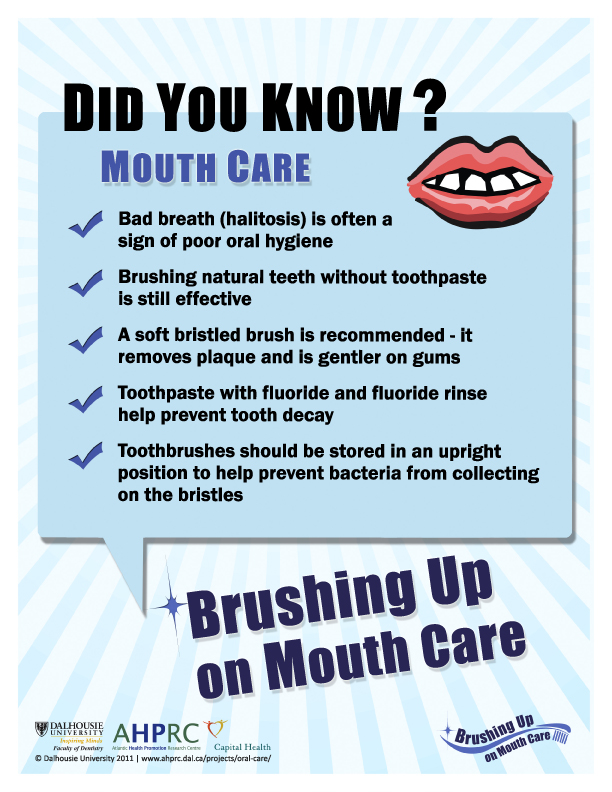 DID YOU KNOW?
MOUTH CARE
Bad breath (halitosis) is often a
sign of poor oral hygiene
Brushing natural teeth without toothpaste
is still effective
A soft bristled brush is recommended - it
removes plaque and is gentler on gums
Toothpaste with fluoride and fluoride rinse
help prevent tooth decay
Toothbrushes should be stored in an upright
position to help prevent bacteria from collecting
on the bristles
Brushing Up
on Mouth Care
DALHOUSIE
UNIVERSITY
Inspiring Minds
Faculty of Dentistry
AHPRC
Atlantic Health Promotion Research Centre
Capital Health
© Dalhousie University 2011 | www.ahprc.dal.ca/projects/oral-care/
Brushing Up
on Mouth Care